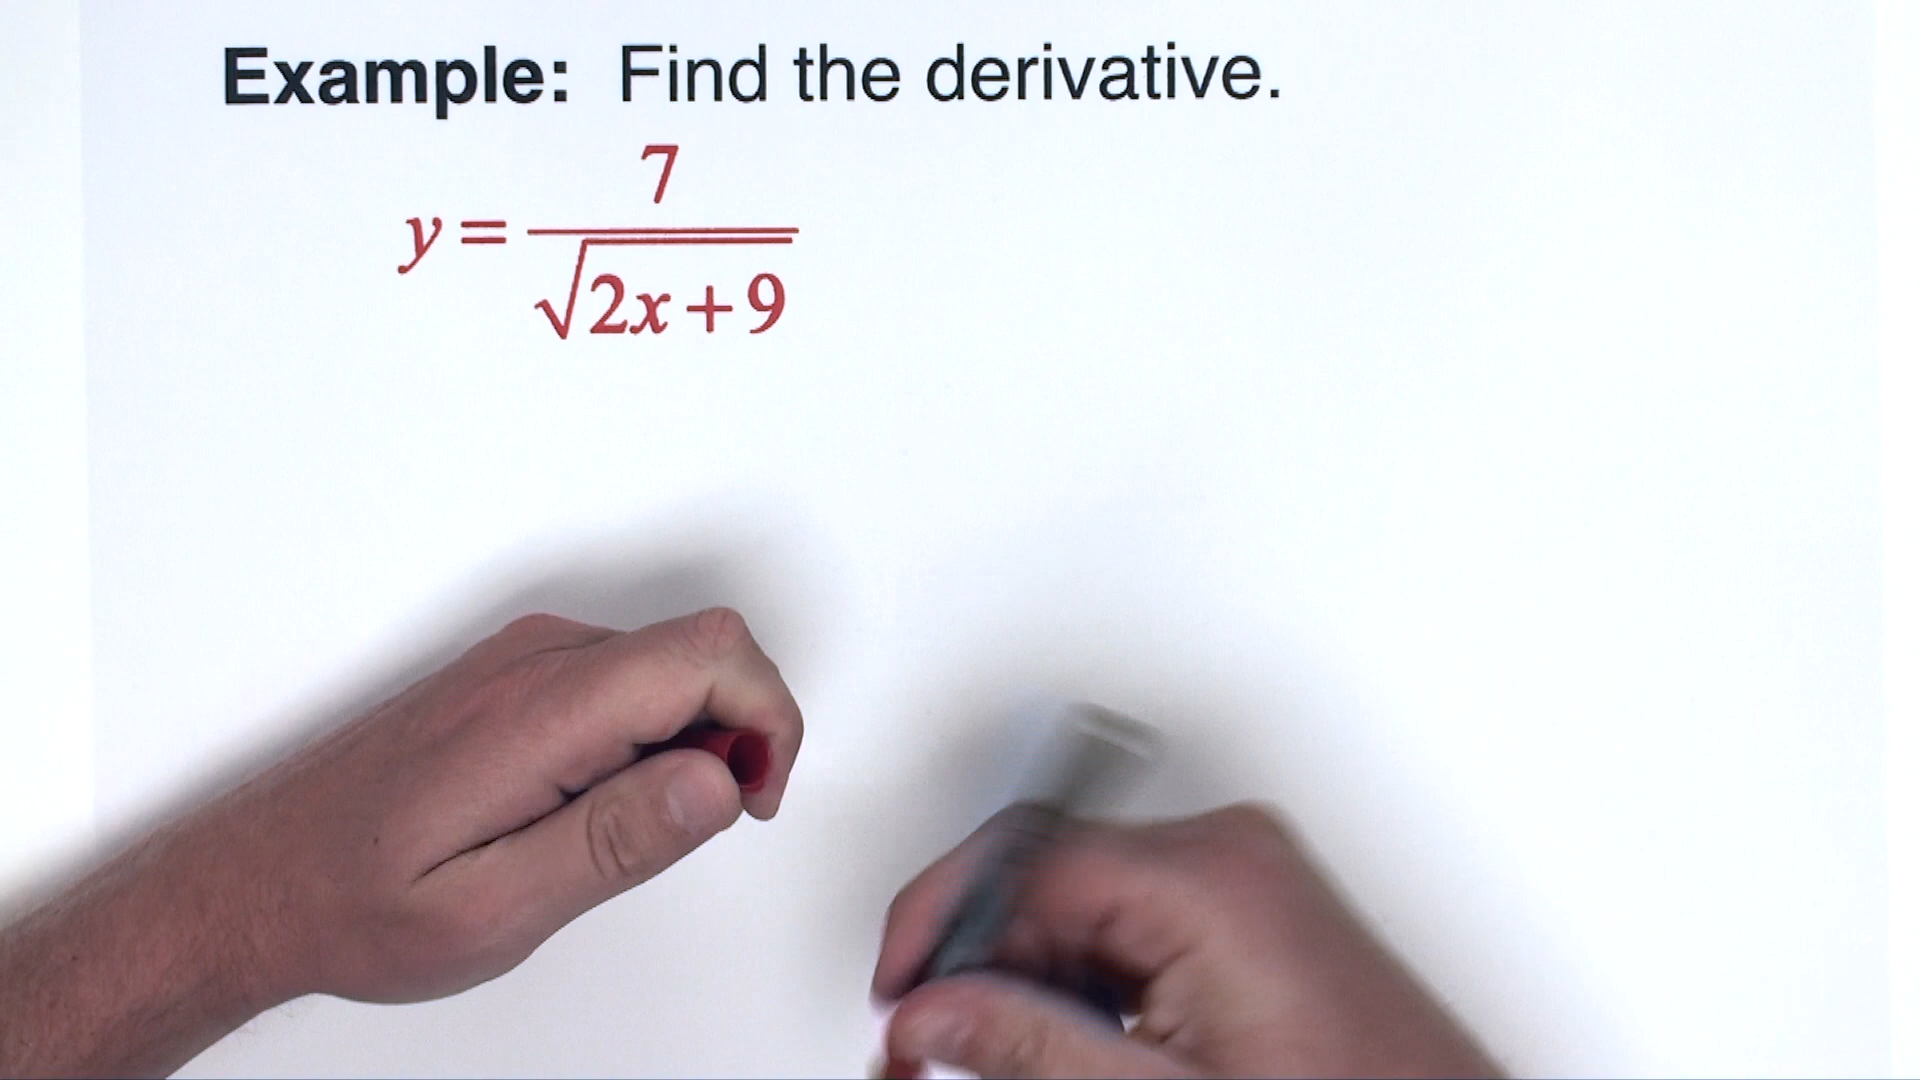 Example: Find the derivative.
y = 7 / √(2x + 9)